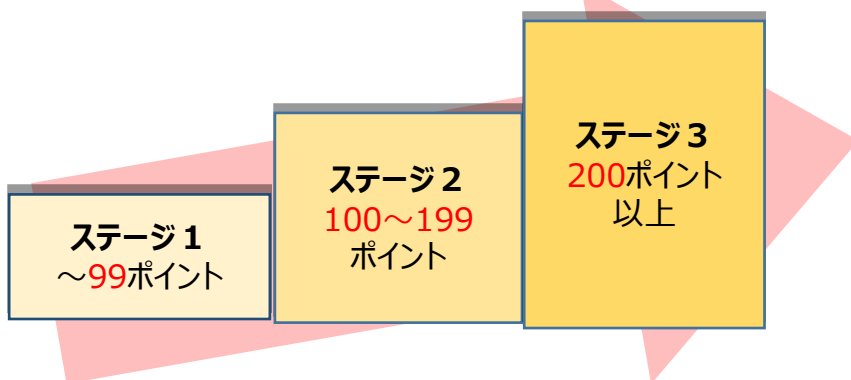 ステージ１
～99ポイント
ステージ２
100～199
ポイント
ステージ３
200ポイント
以上